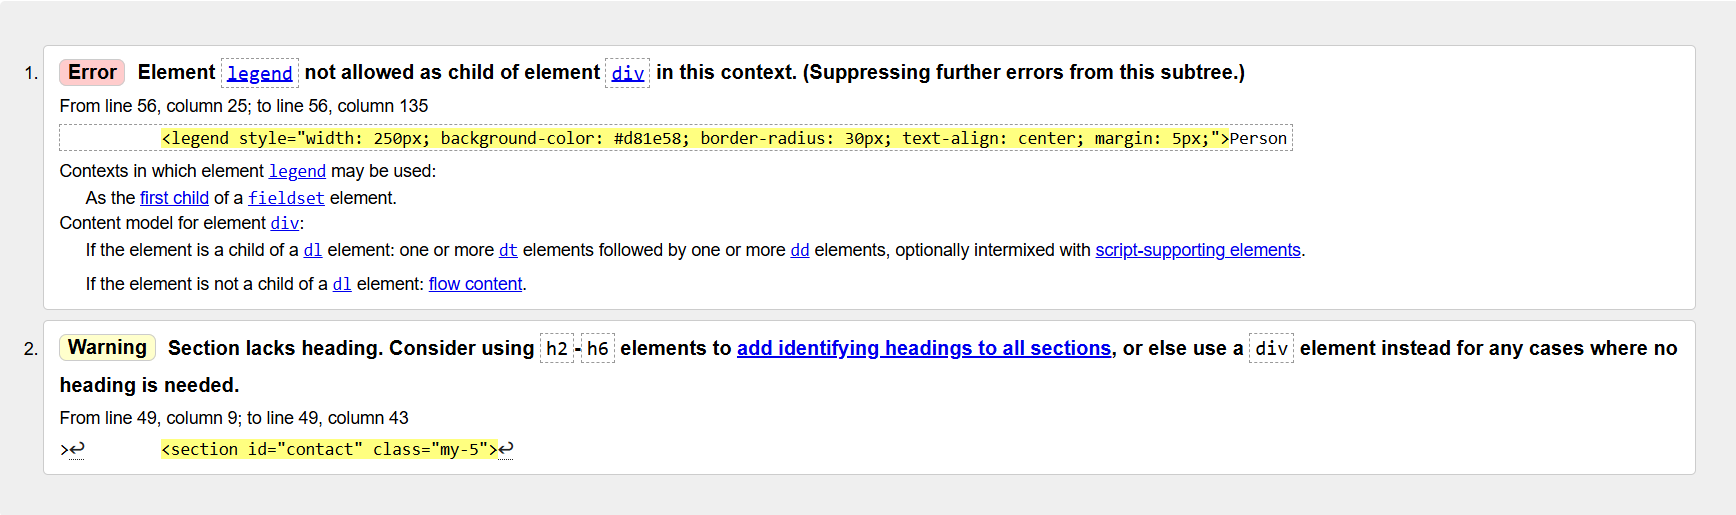 1. Error Element legend not allowed as child of element div in this context. (Suppressing further errors from this subtree.)
From line 56, column 25; to line 56, column 135
<legend style="width: 250px; background-color: #d81e58; border-radius: 30px; text-align: center; margin: 5px;">Person
Contexts in which element legend may be used:
As the first child of a fieldset element.
Content model for element div:
If the element is a child of a dl element: one or more dt elements followed by one or more dd elements, optionally intermixed with script-supporting elements.
If the element is not a child of a dl element: flow content.
2. Warning Section lacks heading. Consider using h2-h6 elements to add identifying headings to all sections, or else use a div element instead for any cases where no
heading is needed.
From line 49, column 9; to line 49, column 43
>↩ <section id="contact" class="my-5">↩